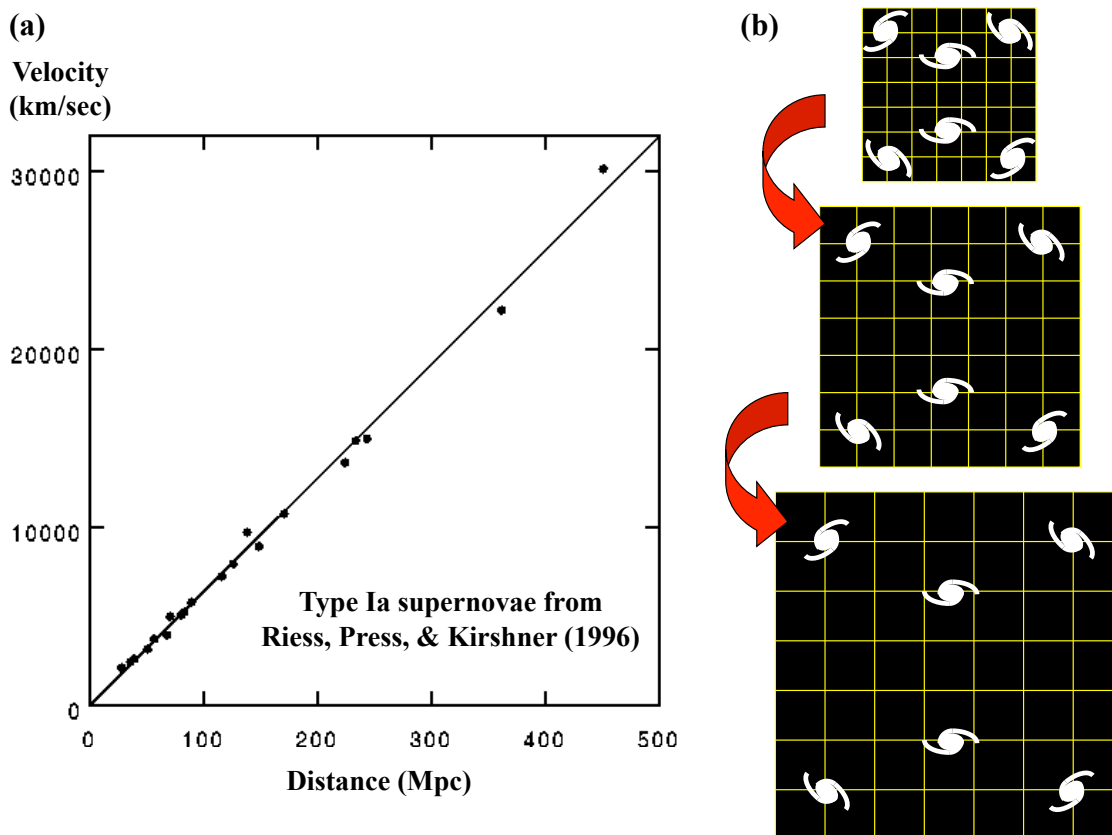 (a)
Velocity
(km/sec)
30000
20000
10000
0
0 100 200 300 400 500
Distance (Mpc)
Type Ia supernovae from
Riess, Press, & Kirshner (1996)
(b)